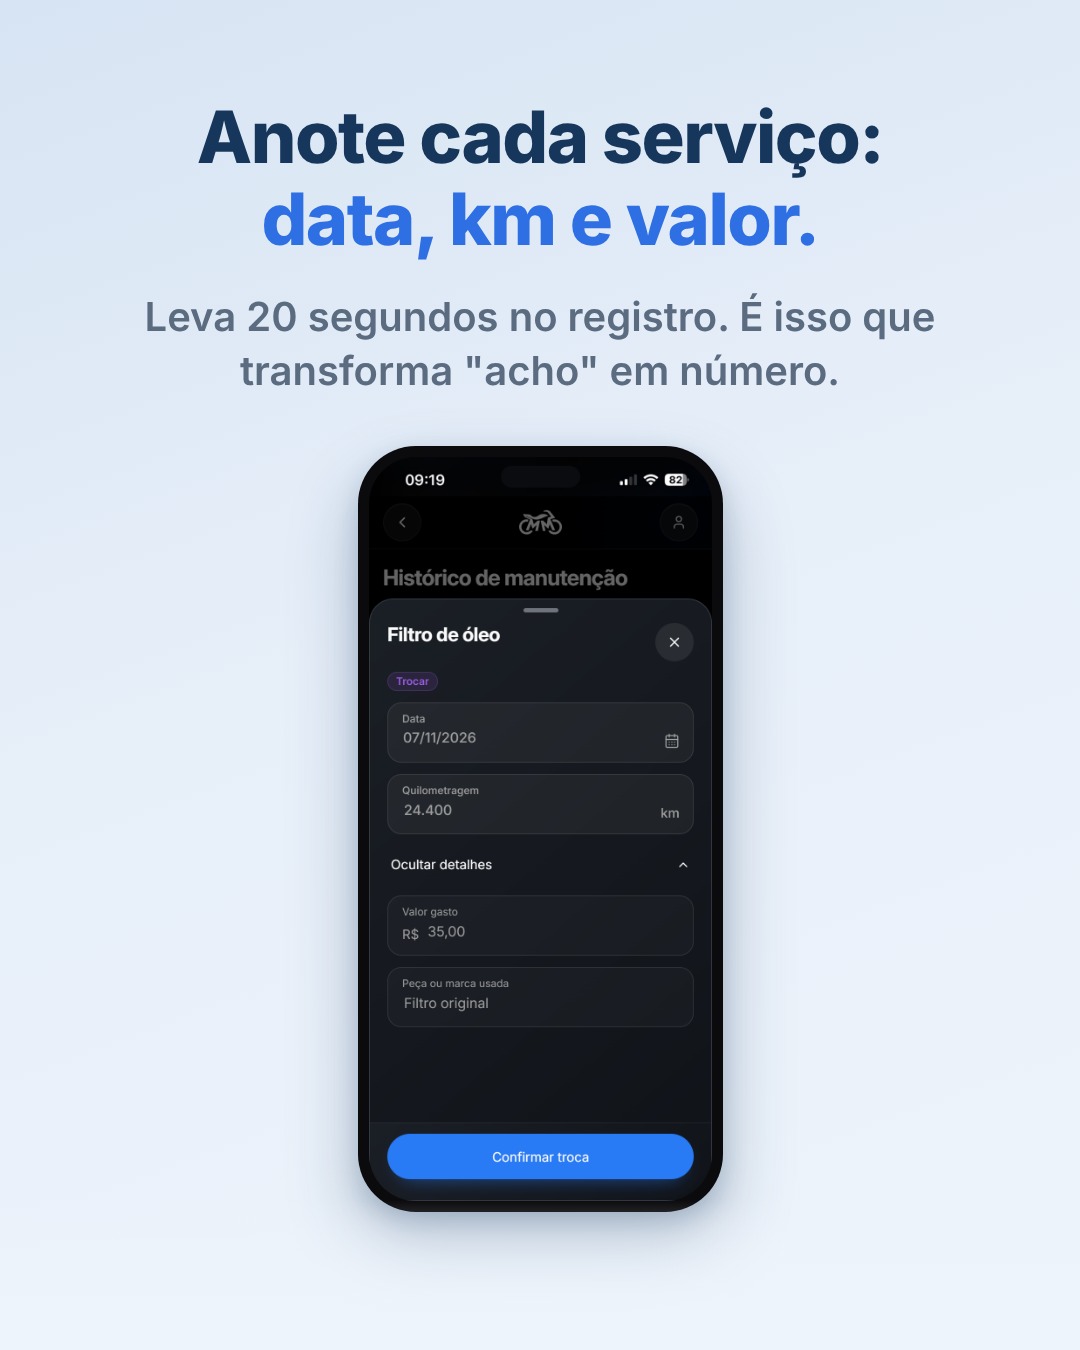 Anote cada serviço:
data, km e valor.
Leva 20 segundos no registro. É isso que
transforma "acho" em número.
09:19
82
MM
Histórico de manutenção
Filtro de óleo
Trocar
Data
07/11/2026
Quilometragem
24.400
km
Ocultar detalhes
Valor gasto
R$ 35,00
Peça ou marca usada
Filtro original
Confirmar troca